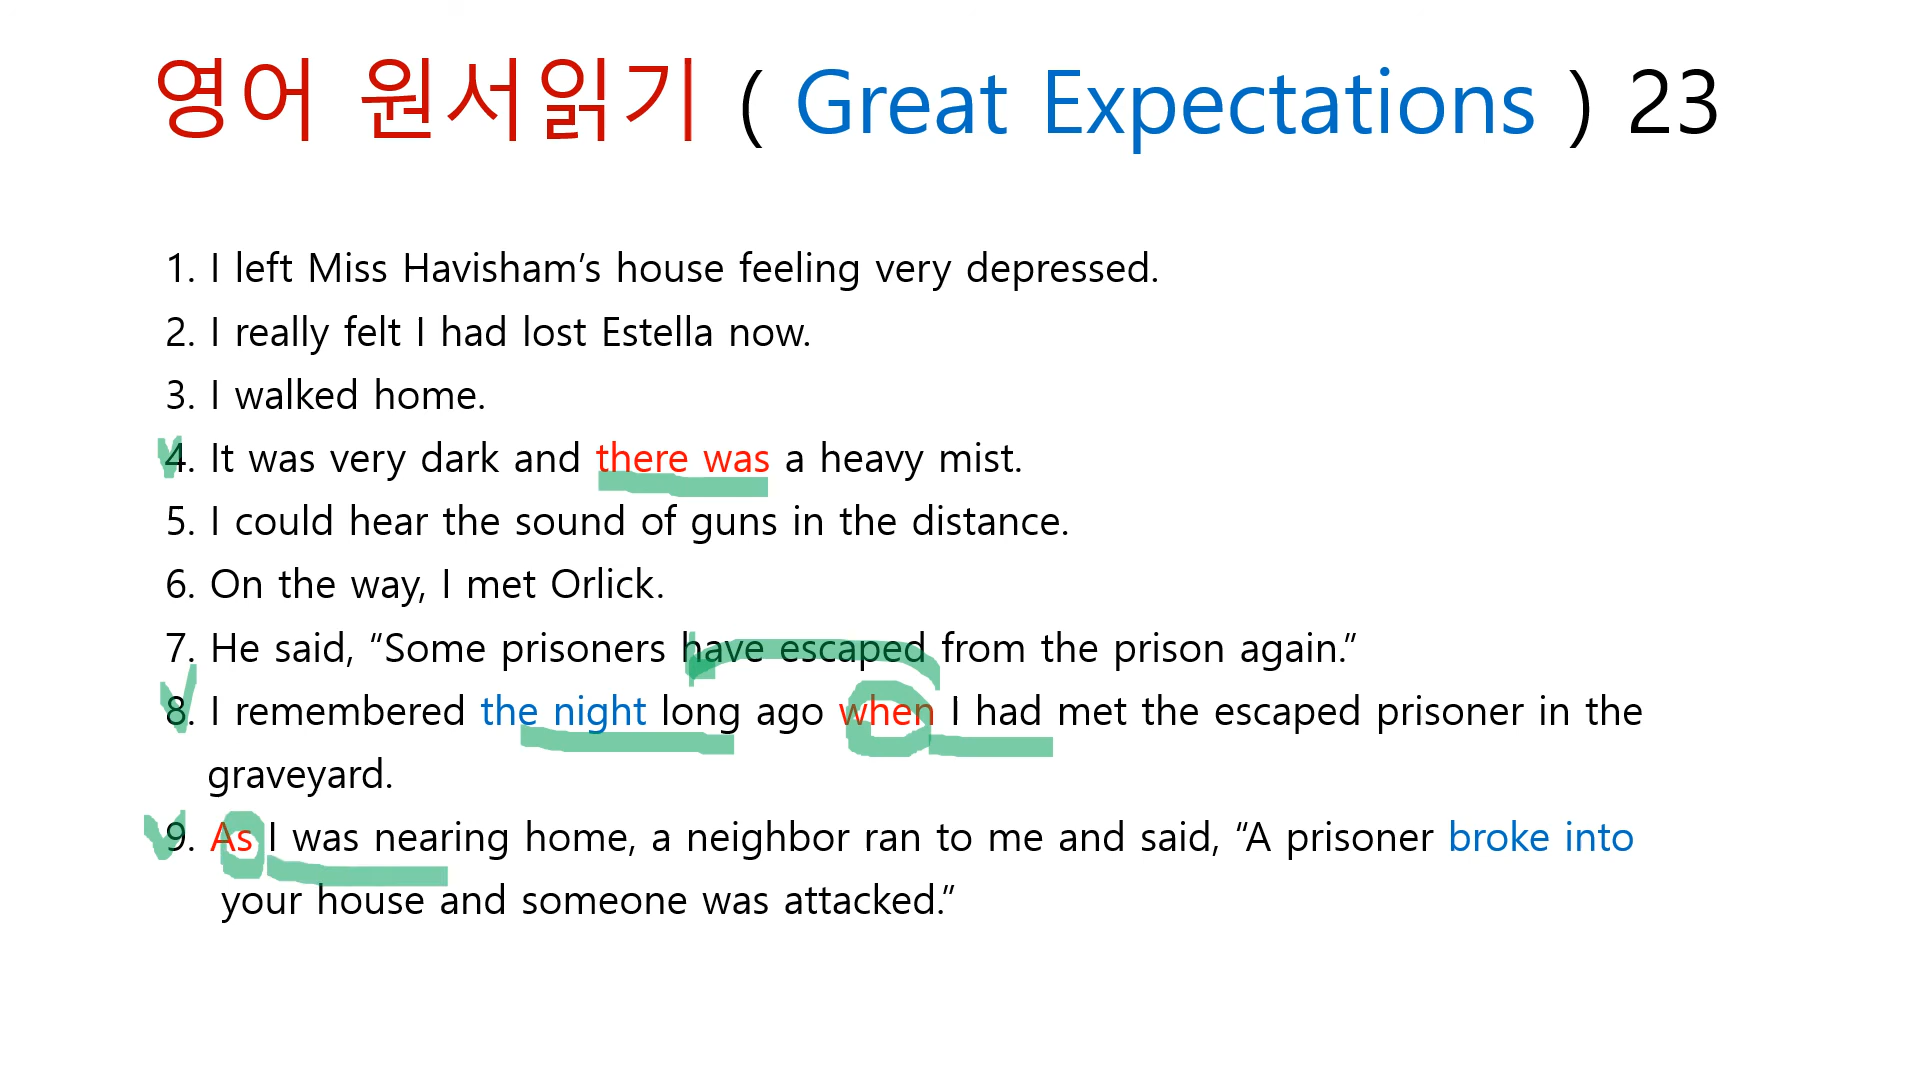 영어 원서읽기 ( Great Expectations ) 23
1. I left Miss Havisham’s house feeling very depressed.
2. I really felt I had lost Estella now.
3. I walked home.
4. It was very dark and there was a heavy mist.
5. I could hear the sound of guns in the distance.
6. On the way, I met Orlick.
7. He said, “Some prisoners have escaped from the prison again.”
8. I remembered the night long ago when I had met the escaped prisoner in the
graveyard.
9. As I was nearing home, a neighbor ran to me and said, “A prisoner broke into
your house and someone was attacked.”